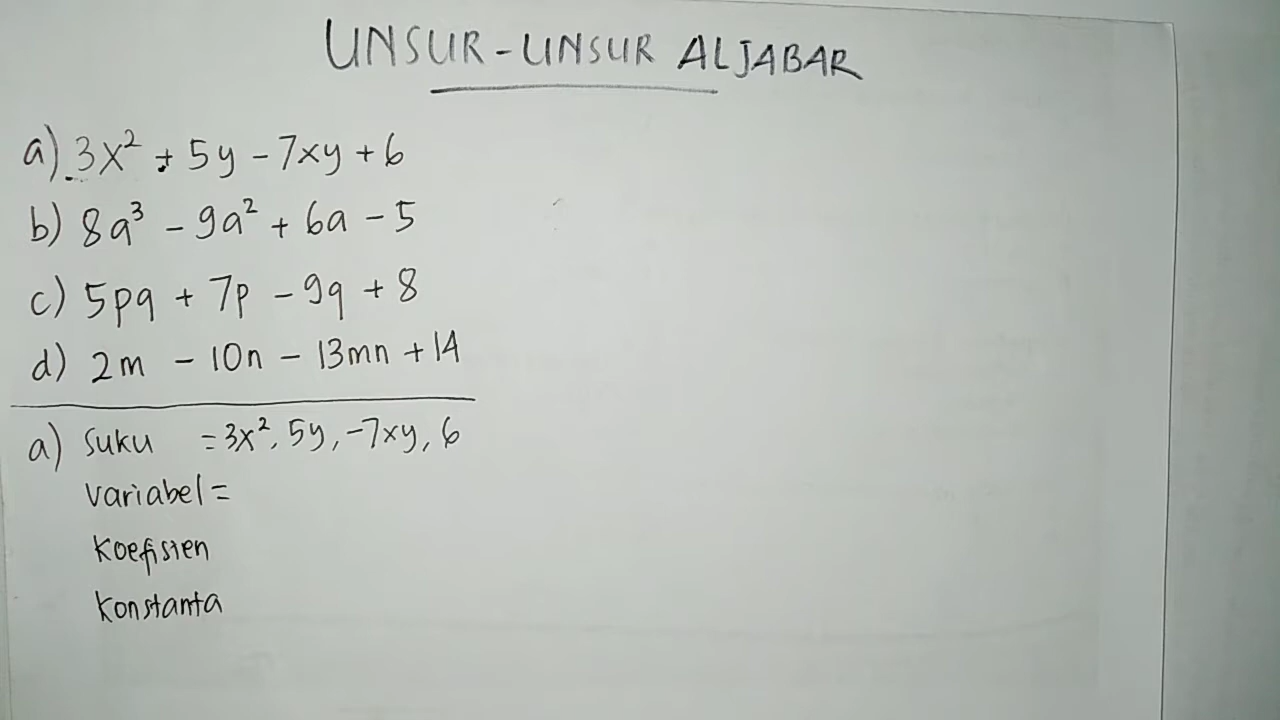 UNSUR-UNSUR ALJABAR
a) 3x² + 5y - 7xy + 6
b) 8a³ - 9a² + 6a - 5
c) 5pq + 7p - 9q + 8
d) 2m - 10n - 13mn + 14
a) Suku = 3x², 5y, -7xy, 6
Variabel =
Koefisien
Konstanta